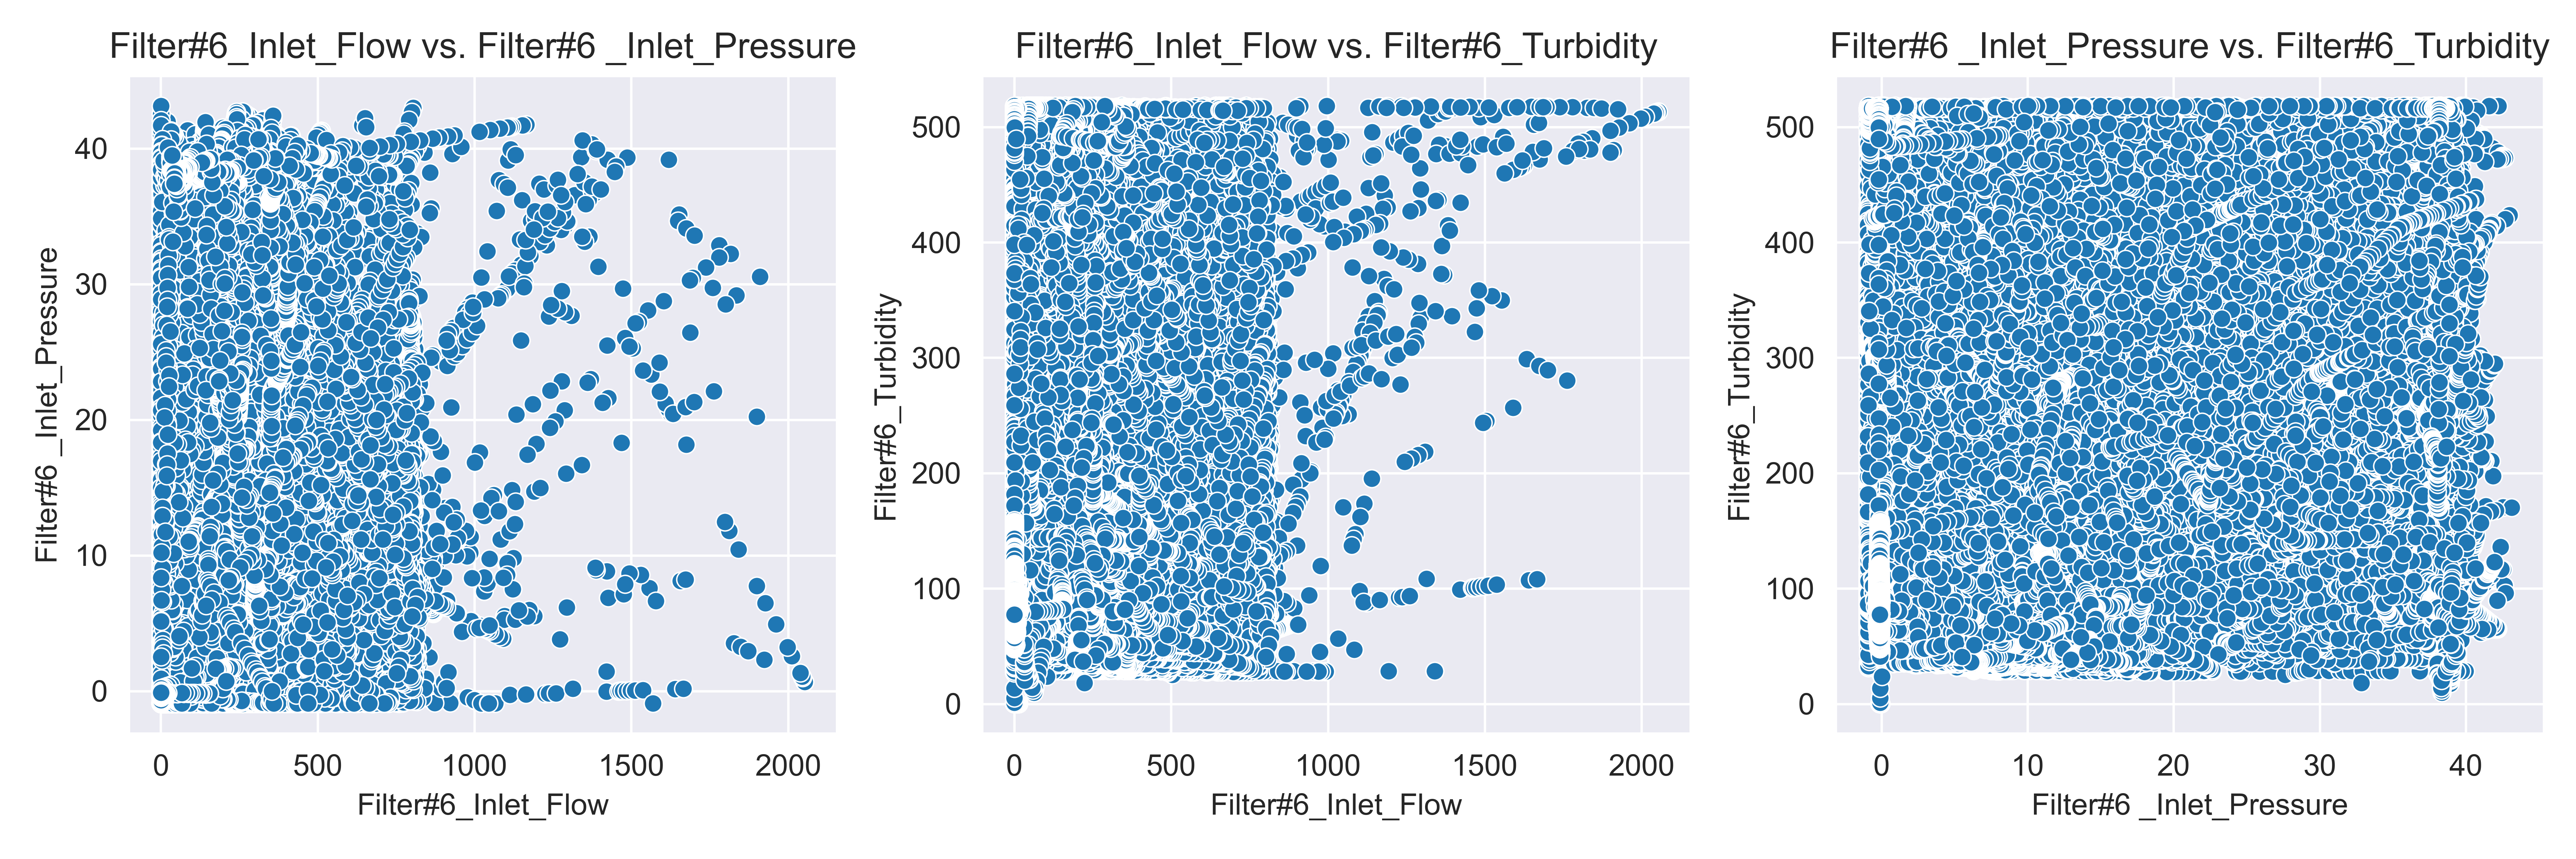 Filter#6_Inlet_Flow vs. Filter#6 _Inlet_Pressure
Filter#6 _Inlet_Pressure
40
30
20
10
0
0 500 1000 1500 2000
Filter#6_Inlet_Flow
Filter#6_Inlet_Flow vs. Filter#6_Turbidity
Filter#6_Turbidity
500
400
300
200
100
0
0 500 1000 1500 2000
Filter#6_Inlet_Flow
Filter#6 _Inlet_Pressure vs. Filter#6_Turbidity
Filter#6_Turbidity
500
400
300
200
100
0
0 10 20 30 40
Filter#6 _Inlet_Pressure